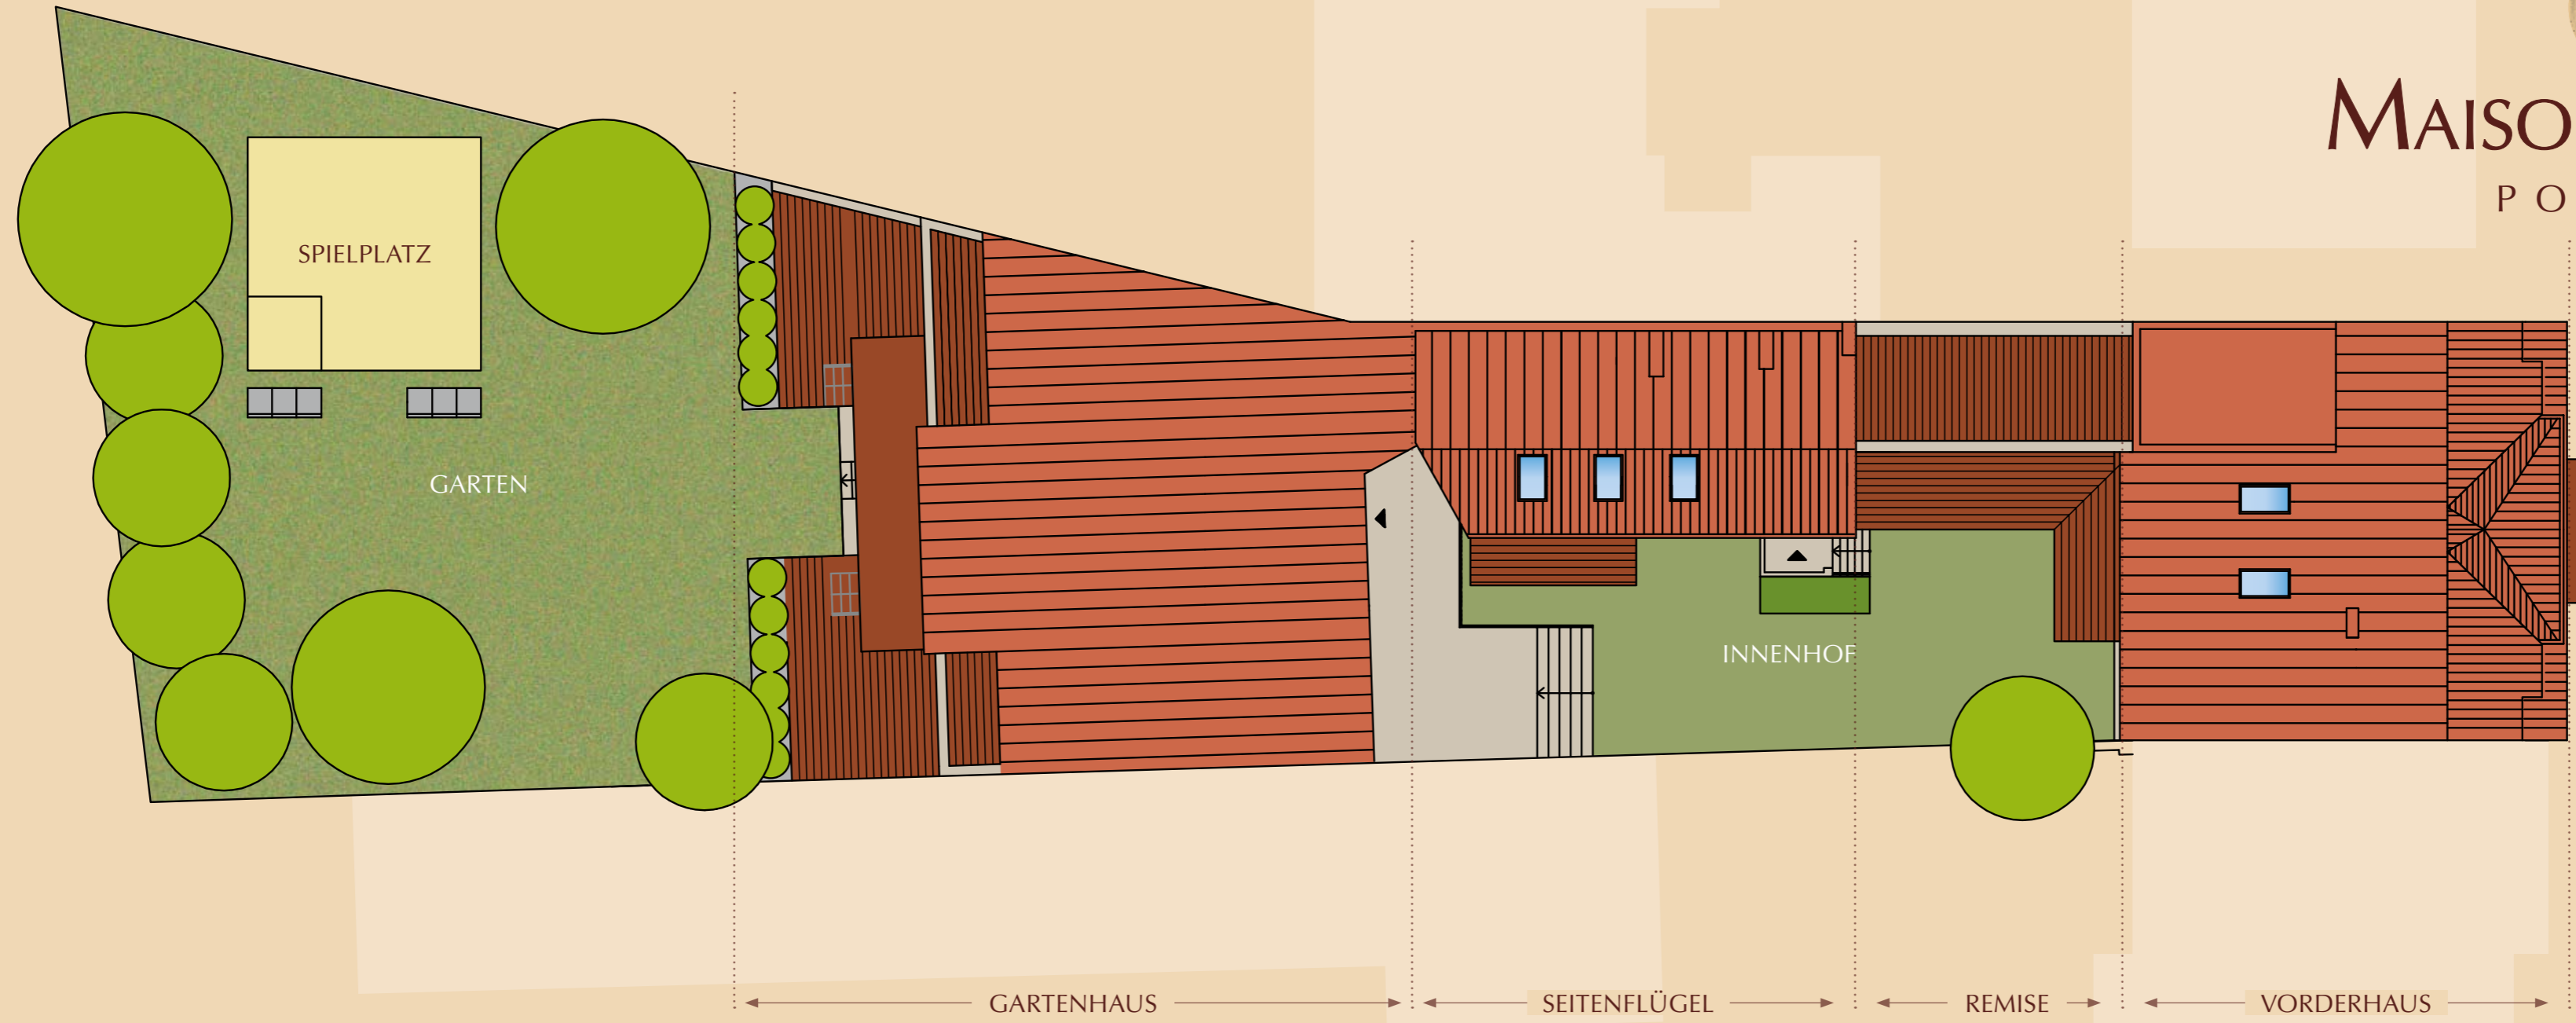 MAISO
PO
SPIELPLATZ
GARTEN
INNENHOF
GARTENHAUS
SEITENFLÜGEL
REMISE
VORDERHAUS